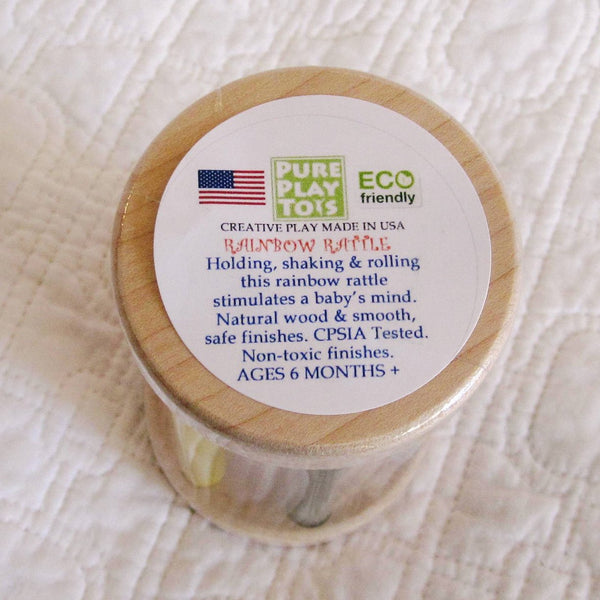 PURE
PLAY
TOYS
ECO
friendly
CREATIVE PLAY MADE IN USA
RAINBOW RATTLE
Holding, shaking & rolling
this rainbow rattle
stimulates a baby's mind.
Natural wood & smooth,
safe finishes. CPSIA Tested.
Non-toxic finishes.
AGES 6 MONTHS +